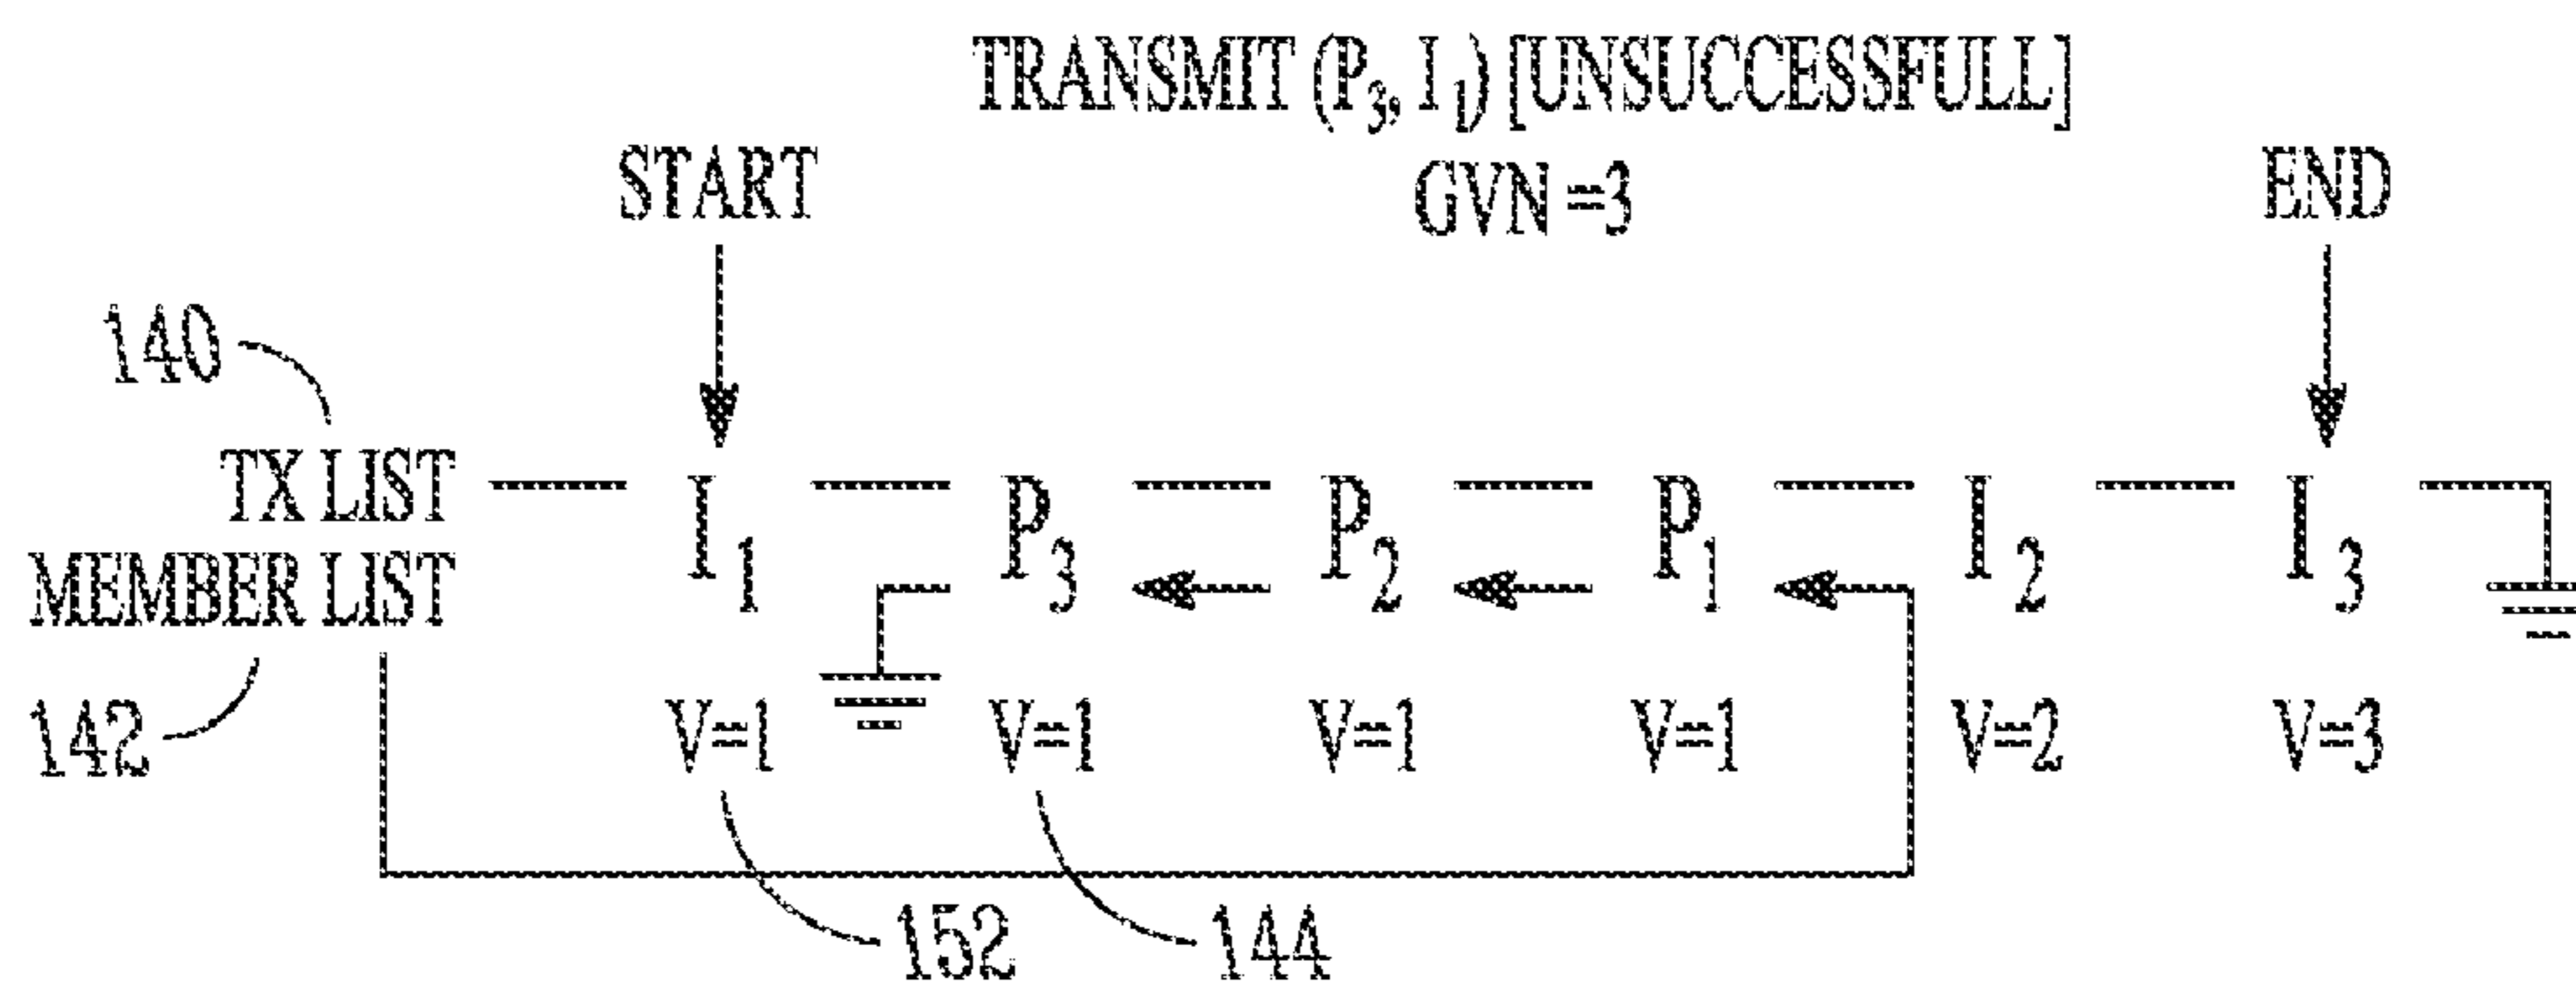 TRANSMIT (P3, I1) [UNSUCCESSFULL]
START
GVN =3
END
140
TX LIST I1 P3 P2 P1 I2 I3
MEMBER LIST
142
V=1 V=1 V=1 V=1 V=2 V=3
152 144